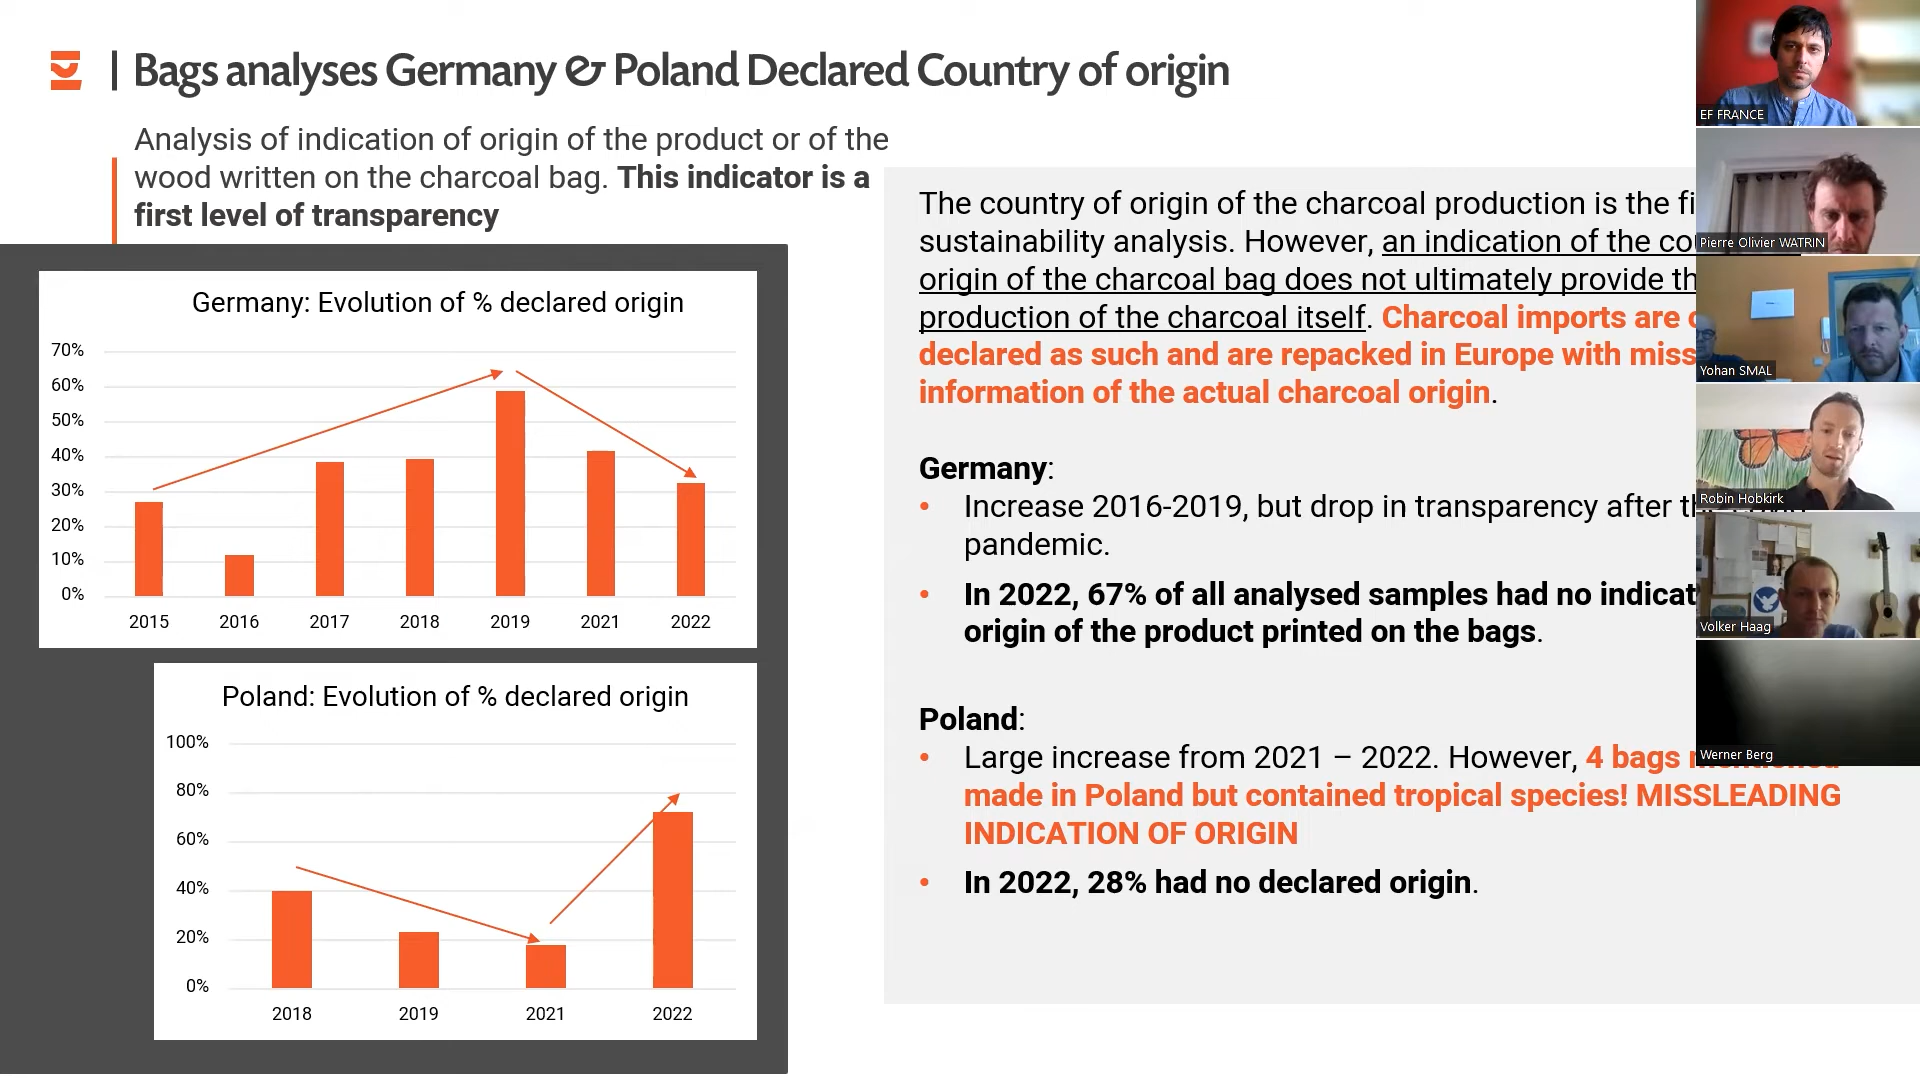 Bags analyses Germany & Poland Declared Country of origin
Analysis of indication of origin of the product or of the
wood written on the charcoal bag. This indicator is a
first level of transparency
Germany: Evolution of % declared origin
70%
60%
50%
40%
30%
20%
10%
0%
2015 2016 2017 2018 2019 2021 2022
Poland: Evolution of % declared origin
100%
80%
60%
40%
20%
0%
2018 2019 2021 2022
The country of origin of the charcoal production is the
sustainability analysis. However, an indication of the
origin of the charcoal bag does not ultimately provide
production of the charcoal itself. Charcoal imports are
declared as such and are repacked in Europe with
information of the actual charcoal origin.
Germany:
• Increase 2016-2019, but drop in transparency after
pandemic.
• In 2022, 67% of all analysed samples had no
origin of the product printed on the bags.
Poland:
• Large increase from 2021 – 2022. However, 4 bags
made in Poland but contained tropical species! MISSLEADING
INDICATION OF ORIGIN
• In 2022, 28% had no declared origin.
EF FRANCE
Pierre Olivier WATRIN
Yohan SMAL
Robin Hobkirk
Volker Haag
Werner Berg